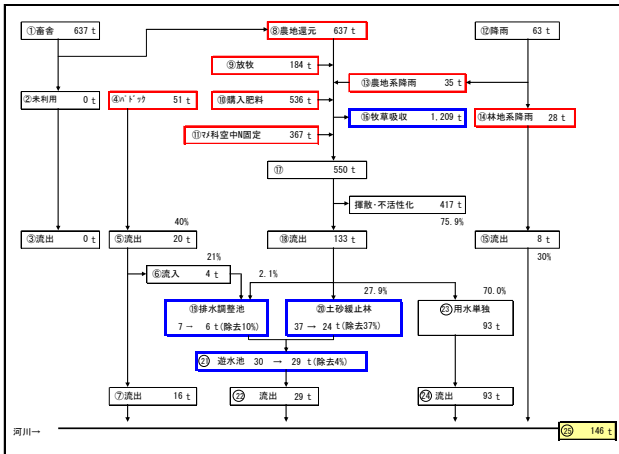 ①畜舎 637 t
⑧農地還元 637 t
⑫降雨 63 t
⑨放牧 184 t
⑬農地系降雨 35 t
②未利用 0 t
④ﾊﾟﾄﾞｯｸ 51 t
⑩購入肥料 536 t
⑯牧草吸収 1,209 t
⑭林地系降雨 28 t
⑪ﾏﾒ科空中N固定 367 t
⑰ 550 t
揮散・不活性化 417 t
40%
75.9%
③流出 0 t
⑤流出 20 t
⑱流出 133 t
⑮流出 8 t
21%
30%
⑥流入 4 t
2.1%
27.9%
70.0%
⑲排水調整池
7 → 6 t(除去10%)
⑳土砂緩止林
37 → 24 t(除去37%)
㉓用水単独
93 t
㉑ 遊水池 30 → 29 t(除去4%)
⑦流出 16 t
㉒ 流出 29 t
㉔ 流出 93 t
河川→
㉕ 146 t